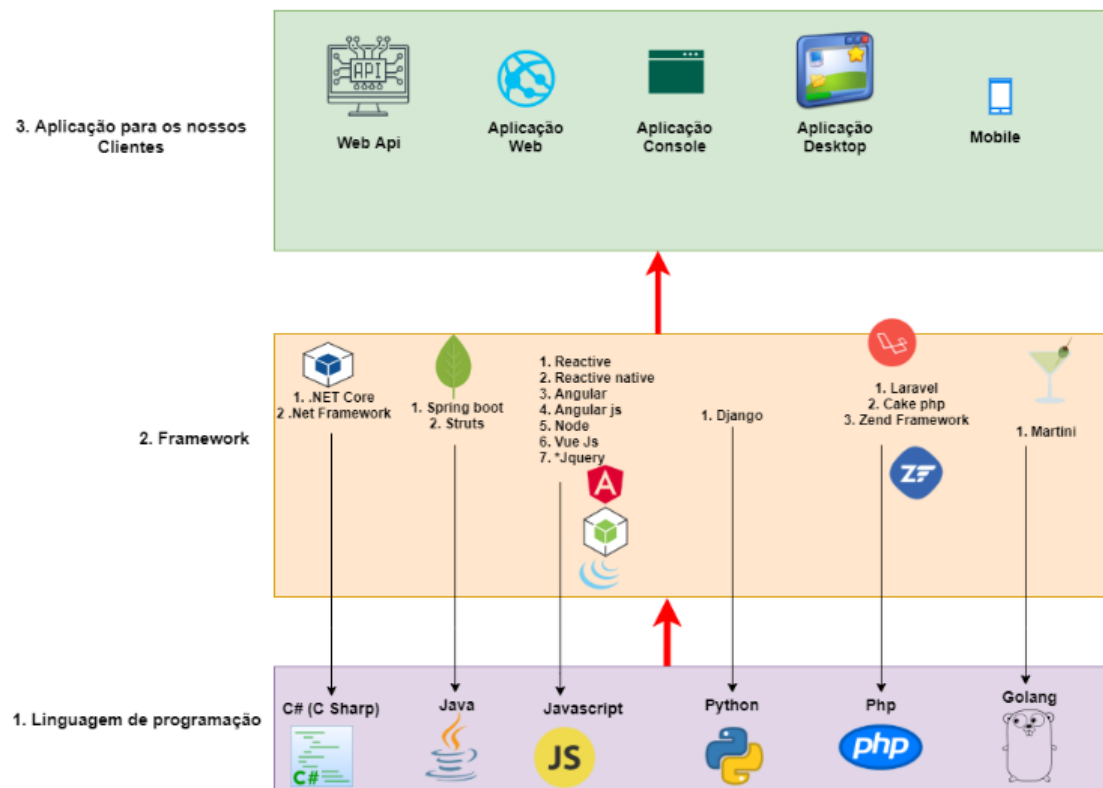 API
3. Aplicação para os nossos
Clientes
Web Api
Aplicação
Web
Aplicação
Console
Aplicação
Desktop
Mobile
2. Framework
1. .NET Core
2 .Net Framework
1. Spring boot
2. Struts
1. Reactive
2. Reactive native
3. Angular
4. Angular js
5. Node
6. Vue Js
7. *Jquery
A
1. Django
1. Laravel
2. Cake php
3. Zend Framework
ZF
1. Martini
1. Linguagem de programação
C# (C Sharp)
C#
Java
Javascript
JS
Python
Php
php
Golang